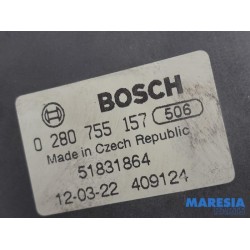 BOSCH
0 280 755 157 506
Made in Czech Republic
51831864
12-03-22 409124
MARESIA